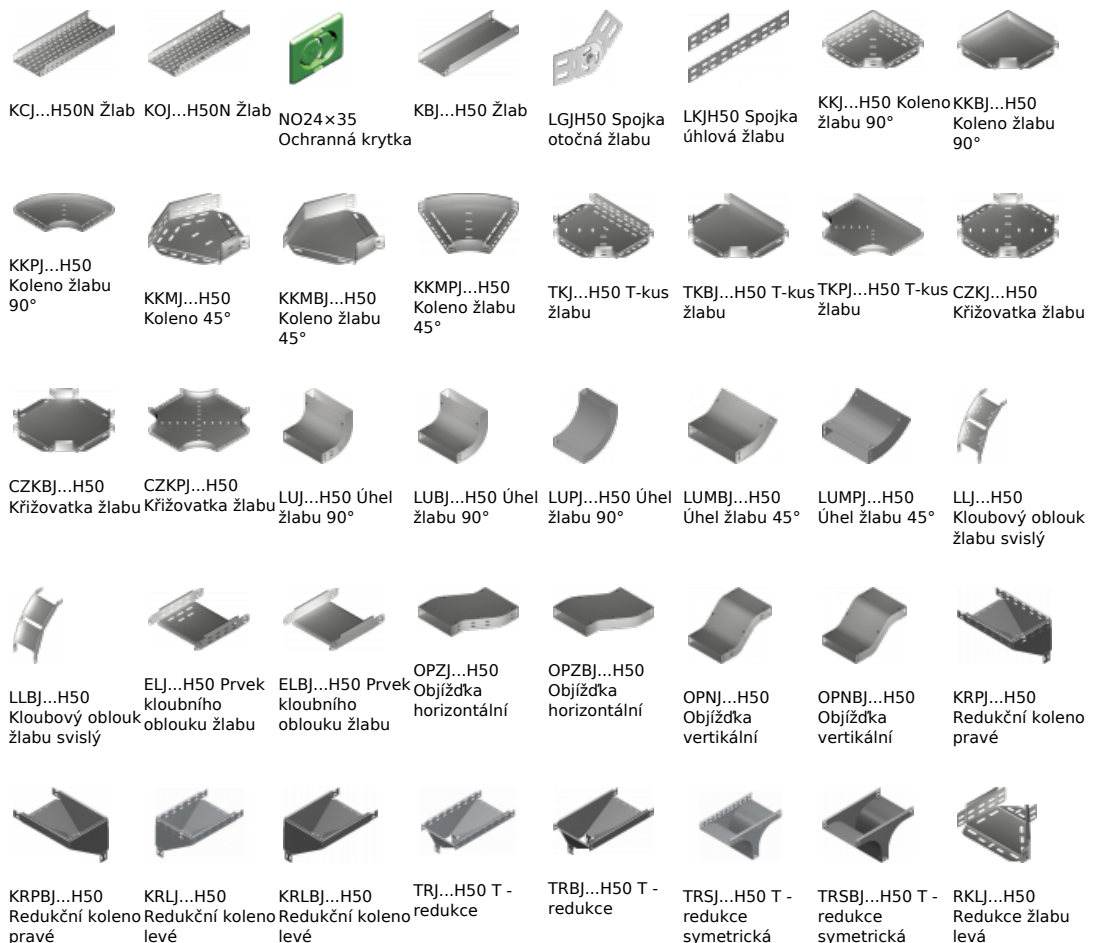 KCJ...H50N Žlab
KOJ...H50N Žlab
NO24×35
Ochranná krytka
KBJ...H50 Žlab
LGJH50 Spojka
otočná žlabu
LKJH50 Spojka
úhlová žlabu
KKJ...H50 Koleno
žlabu 90°
KKBJ...H50
Koleno žlabu
90°
KKPJ...H50
Koleno žlabu
90°
KKMJ...H50
Koleno 45°
KKMBJ...H50
Koleno žlabu
45°
KKMPJ...H50
Koleno žlabu
45°
TKJ...H50 T-kus
žlabu
TKBJ...H50 T-kus
žlabu
TKPJ...H50 T-kus
žlabu
CZKJ...H50
Křižovatka žlabu
CZKBJ...H50
Křižovatka žlabu
CZKPJ...H50
Křižovatka žlabu
LUJ...H50 Úhel
žlabu 90°
LUBJ...H50 Úhel
žlabu 90°
LUPJ...H50 Úhel
žlabu 90°
LUMBJ...H50
Úhel žlabu 45°
LUMPJ...H50
Úhel žlabu 45°
LLJ...H50
Kloubový oblouk
žlabu svislý
LLBJ...H50
Kloubový oblouk
žlabu svislý
ELJ...H50 Prvek
kloubního
oblouku žlabu
ELBJ...H50 Prvek
kloubního
oblouku žlabu
OPZJ...H50
Objížďka
horizontální
OPZBJ...H50
Objížďka
horizontální
OPNJ...H50
Objížďka
vertikální
OPNBJ...H50
Objížďka
vertikální
KRPJ...H50
Redukční koleno
pravé
KRPBJ...H50
Redukční koleno
pravé
KRLJ...H50
Redukční koleno
levé
KRLBJ...H50
Redukční koleno
levé
TRJ...H50 T -
redukce
TRBJ...H50 T -
redukce
TRSJ...H50 T -
redukce
symetrická
TRSBJ...H50 T -
redukce
symetrická
RKLJ...H50
Redukce žlabu
levá